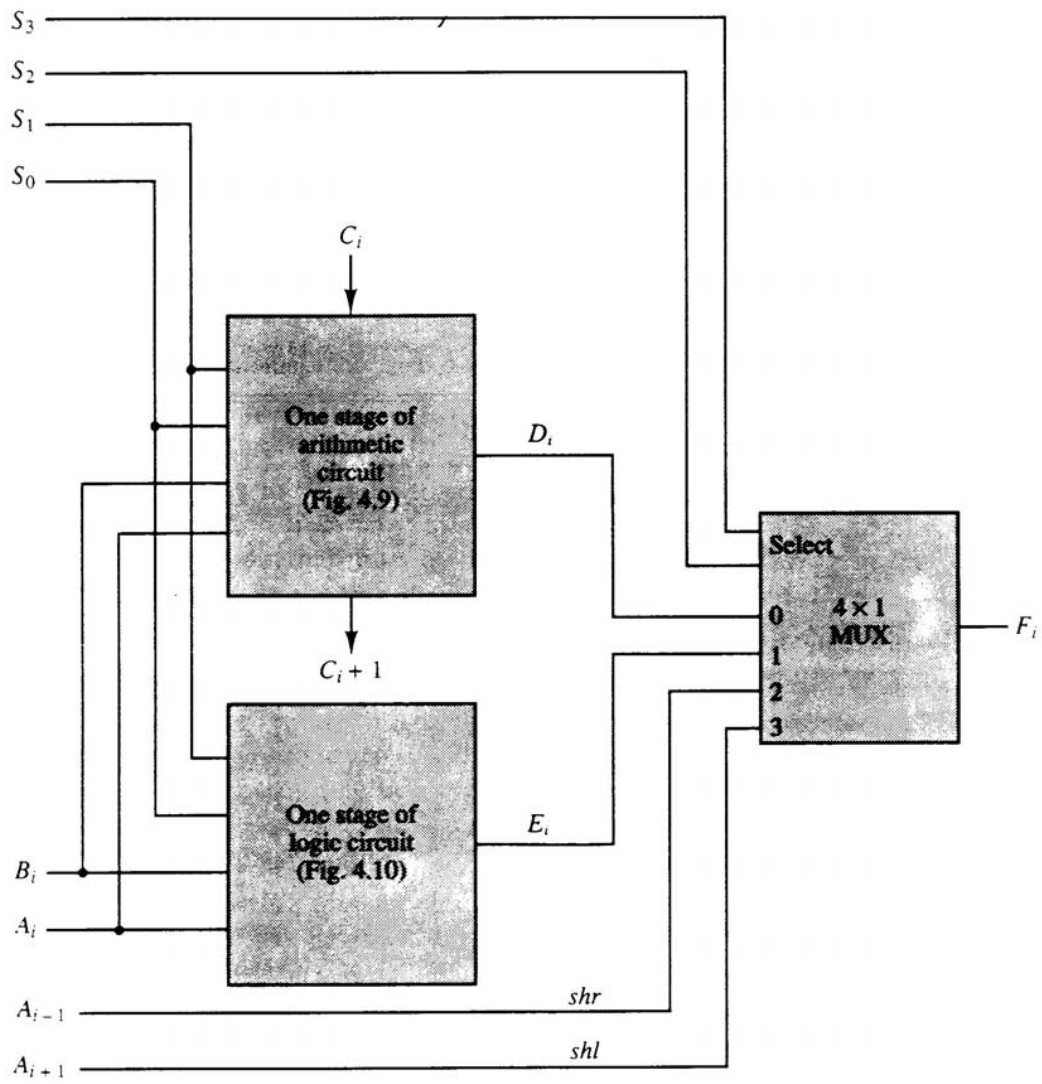 S₃
S₂
S₁
S₀
Cᵢ
One stage of
arithmetic
circuit
(Fig. 4.9)
Dᵢ
Select
0
4 × 1
MUX
1
2
3
Fᵢ
Cᵢ + 1
One stage of
logic circuit
(Fig. 4.10)
Eᵢ
Bᵢ
Aᵢ
Aᵢ₋₁
shr
Aᵢ₊₁
shl